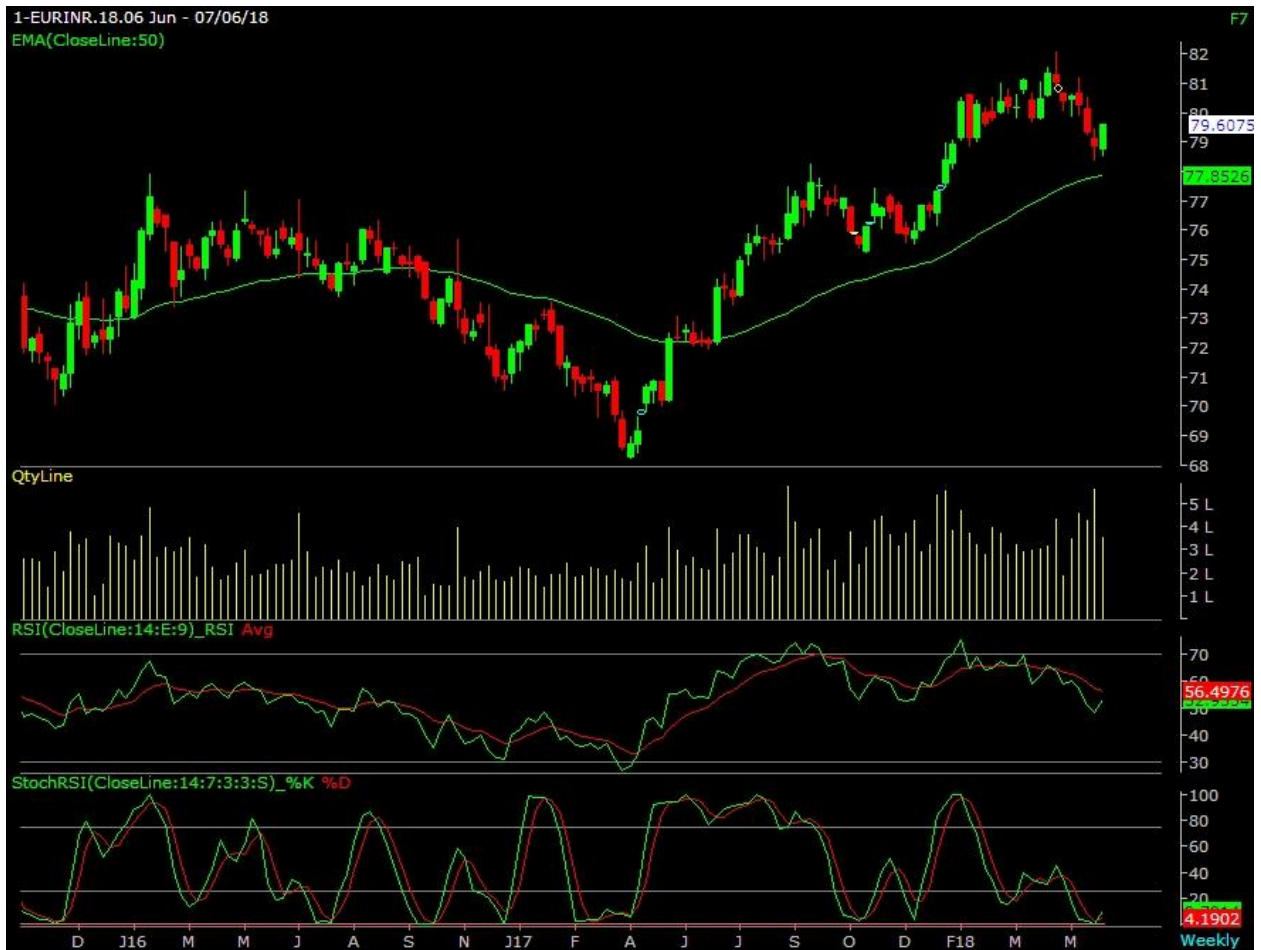 1-EURINR.18.06 Jun - 07/06/18
F7
EMA(CloseLine:50)
82
81
80
79.6075
79
77.8526
77
76
75
74
73
72
71
70
69
68
QtyLine
5 L
4 L
3 L
2 L
1 L
RSI(CloseLine:14:E:9)_RSI Avg
70
60
56.4976
50
40
30
StochRSI(CloseLine:14:7:3:3:S)_%K %D
100
80
60
40
20
4.1902
D J16 M M J A S N J17 F A J J S O D F18 M M Weekly